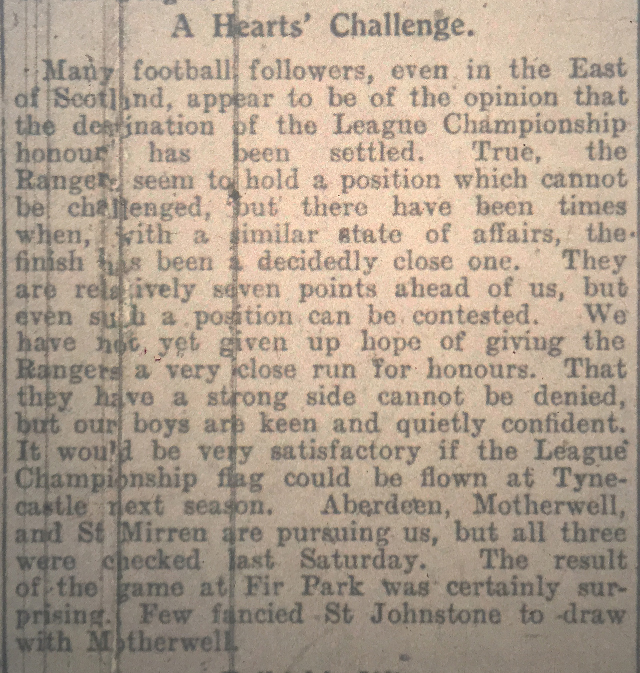 A Hearts' Challenge.
Many football followers, even in the East
of Scotland, appear to be of the opinion that
the destination of the League Championship
honour has been settled. True, the
Rangers seem to hold a position which cannot
be challenged, but there have been times
when, with a similar state of affairs, the
finish has been a decidedly close one. They
are relatively seven points ahead of us, but
even such a position can be contested. We
have not yet given up hope of giving the
Rangers a very close run for honours. That
they have a strong side cannot be denied,
but our boys are keen and quietly confident.
It would be very satisfactory if the League
Championship flag could be flown at Tyne-
castle next season. Aberdeen, Motherwell,
and St Mirren are pursuing us, but all three
were checked last Saturday. The result
of the game at Fir Park was certainly sur-
prising. Few fancied St Johnstone to draw
with Motherwell.